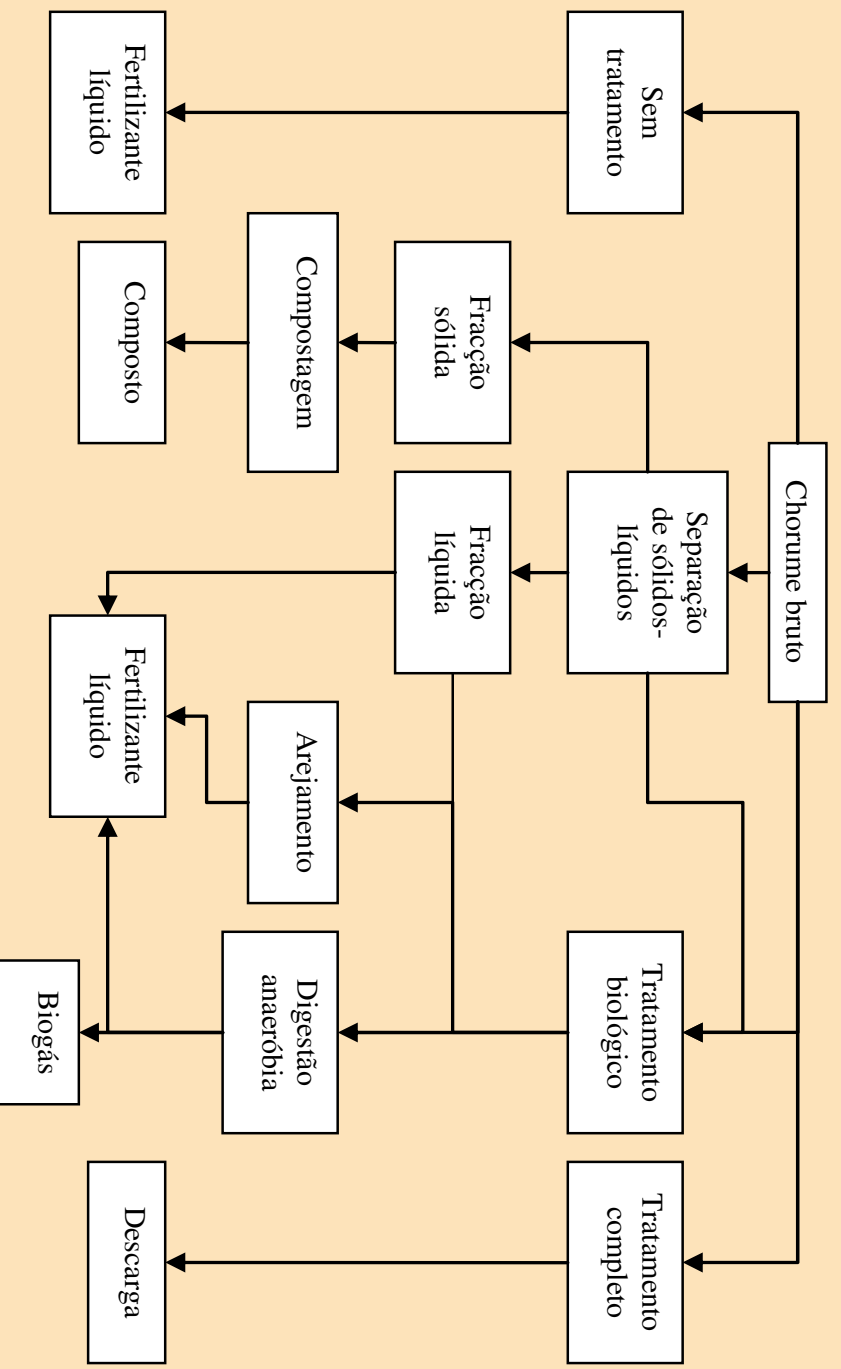 Chorume bruto
Sem
tratamento
Separação
de sólidos-
líquidos
Tratamento
biológico
Tratamento
completo
Fracção
sólida
Fracção
líquida
Compostagem
Arejamento
Digestão
anaeróbia
Fertilizante
líquido
Composto
Fertilizante
líquido
Biogás
Descarga